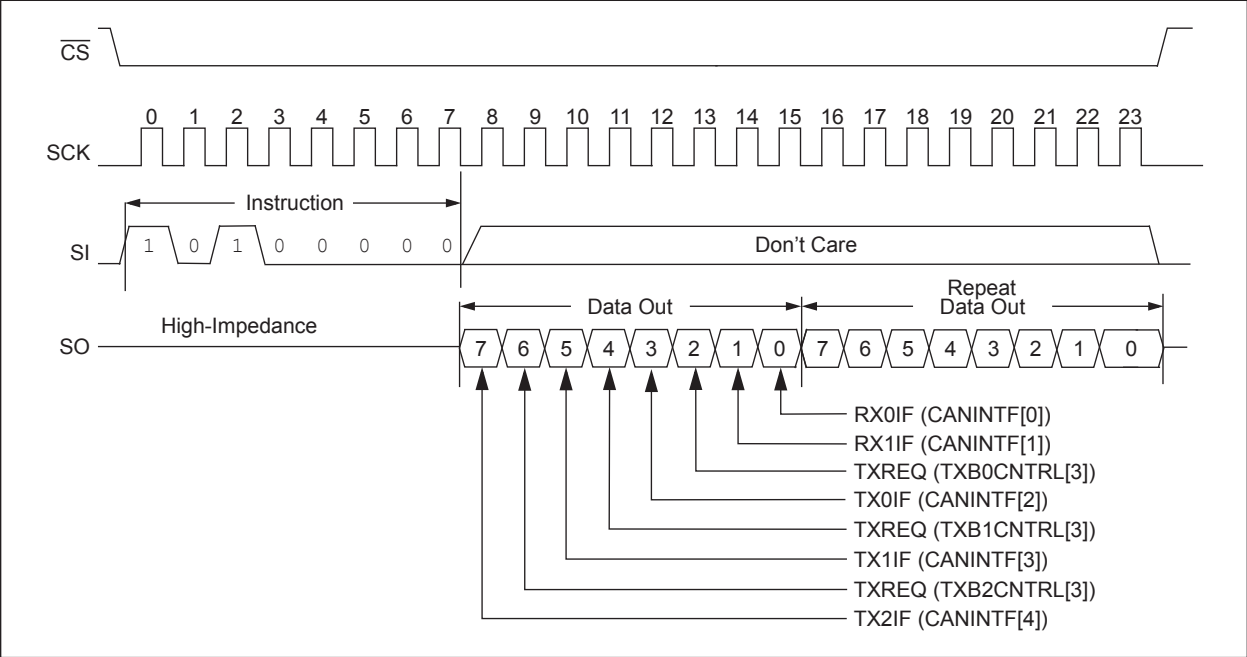 CS
0 1 2 3 4 5 6 7 8 9 10 11 12 13 14 15 16 17 18 19 20 21 22 23
SCK
Instruction
SI 1 0 1 0 0 0 0 0 Don't Care
Repeat
Data Out Data Out
High-Impedance
SO 7 6 5 4 3 2 1 0 7 6 5 4 3 2 1 0
RX0IF (CANINTF[0])
RX1IF (CANINTF[1])
TXREQ (TXB0CNTRL[3])
TX0IF (CANINTF[2])
TXREQ (TXB1CNTRL[3])
TX1IF (CANINTF[3])
TXREQ (TXB2CNTRL[3])
TX2IF (CANINTF[4])